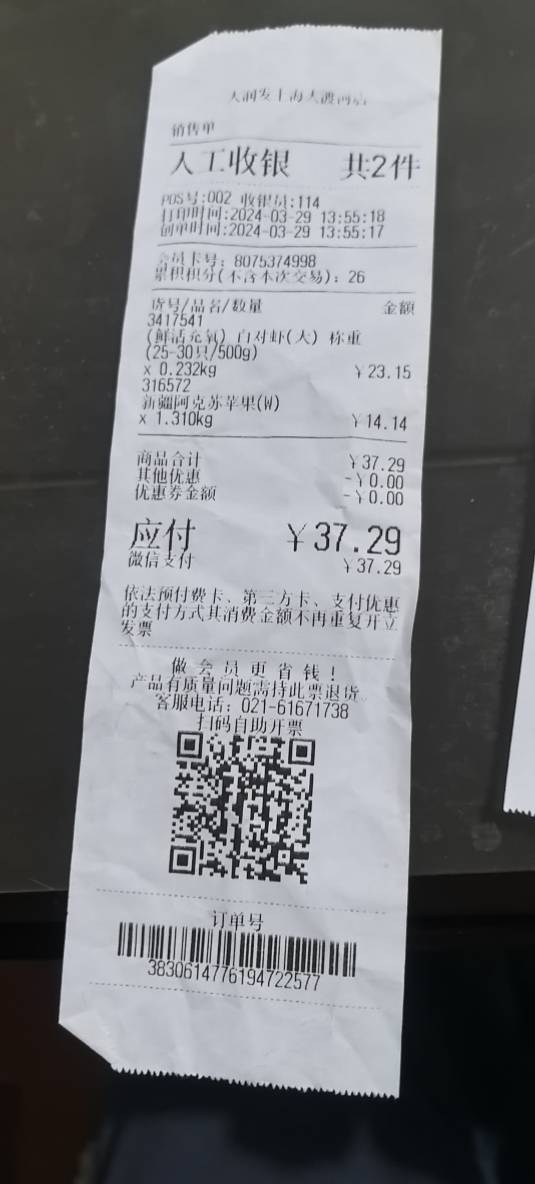 大润发上海大渡河店
销售单
人工收银 共2件
POS号:002 收银员:114
打印时间:2024-03-29 13:55:18
创单时间:2024-03-29 13:55:17
会员卡号: 8075374998
累积积分(不含本次交易): 26
货号/品名/数量 金额
3417541
(鲜活充氧) 白对虾(大) 称重
(25-30只/500g)
x 0.232kg ¥23.15
316572
新疆阿克苏苹果(W)
x 1.310kg ¥14.14
商品合计 ¥37.29
其他优惠 -¥0.00
优惠券金额 -¥0.00
应付 ¥37.29
微信支付 ¥37.29
依法预付费卡、第三方卡、支付优惠
的支付方式其消费金额不再重复开立
发票
做会员更省钱!
产品有质量问题需持此票退货。
客服电话: 021-61671738
扫码自助开票
订单号
3830614776194722577